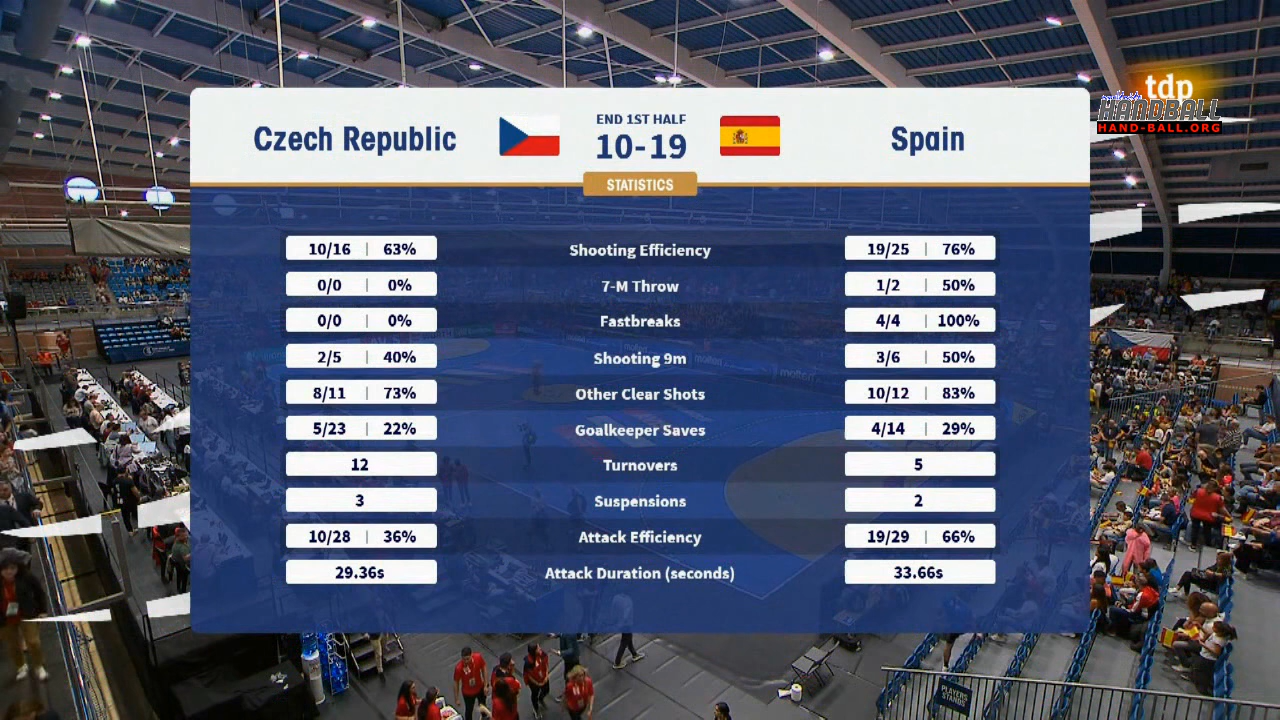 tdp
HANDBALL
HAND-BALL.ORG
END 1ST HALF
Czech Republic 10-19 Spain
STATISTICS
10/16 | 63% Shooting Efficiency 19/25 | 76%
0/0 | 0% 7-M Throw 1/2 | 50%
0/0 | 0% Fastbreaks 4/4 | 100%
2/5 | 40% Shooting 9m 3/6 | 50%
8/11 | 73% Other Clear Shots 10/12 | 83%
5/23 | 22% Goalkeeper Saves 4/14 | 29%
12 Turnovers 5
3 Suspensions 2
10/28 | 36% Attack Efficiency 19/29 | 66%
29.36s Attack Duration (seconds) 33.66s
PLAYERS
STANDS